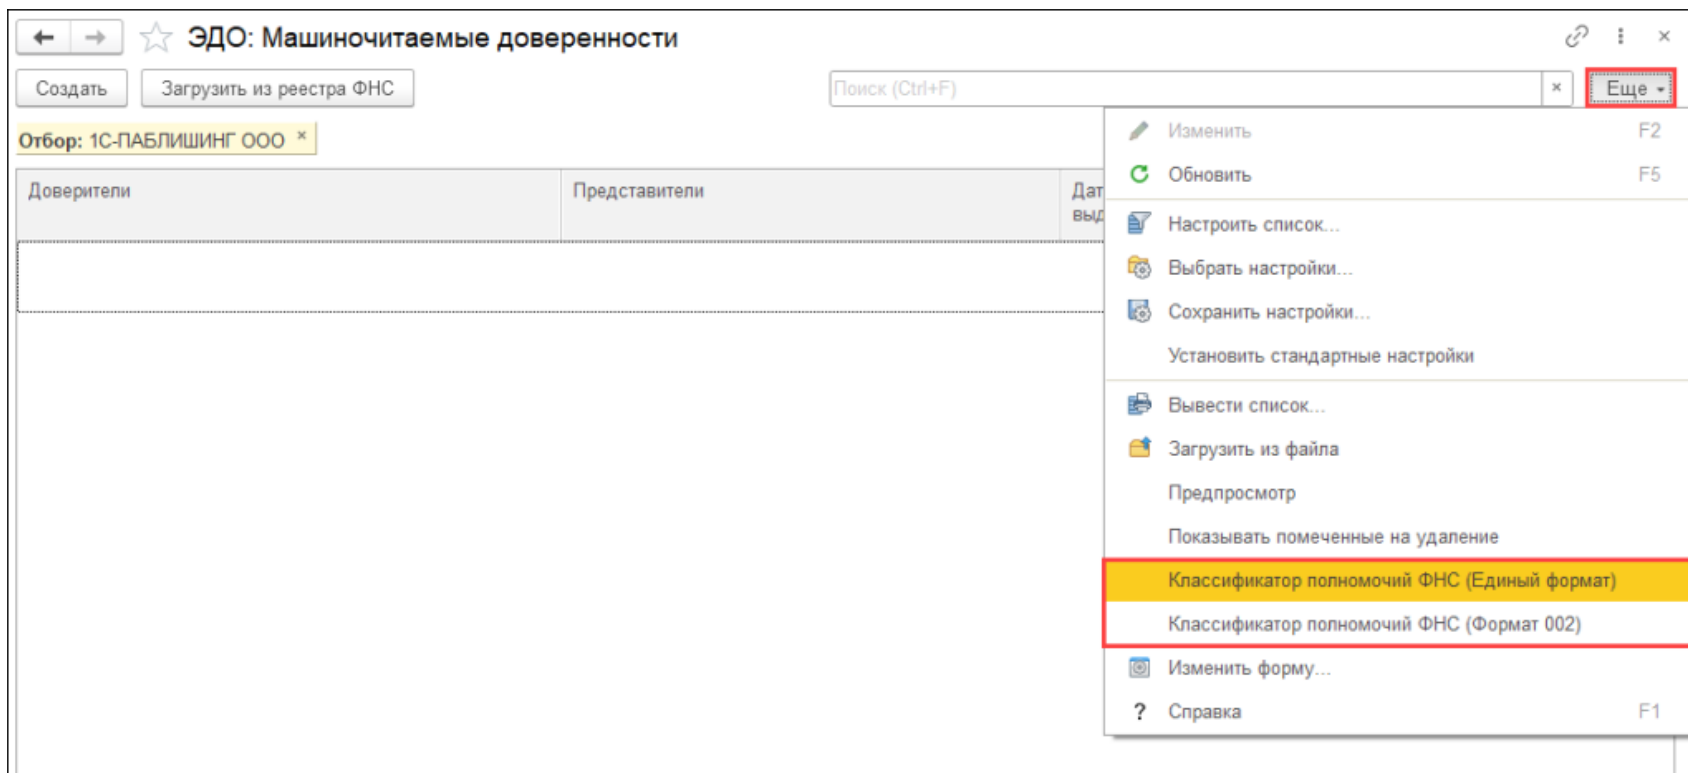 ЭДО: Машиночитаемые доверенности
Создать
Загрузить из реестра ФНС
Поиск (Ctrl+F)
Еще
Отбор: 1С-ПАБЛИШИНГ ООО
Доверители
Представители
Дат
выд
Изменить F2
Обновить F5
Настроить список...
Выбрать настройки...
Сохранить настройки...
Установить стандартные настройки
Вывести список...
Загрузить из файла
Предпросмотр
Показывать помеченные на удаление
Классификатор полномочий ФНС (Единый формат)
Классификатор полномочий ФНС (Формат 002)
Изменить форму...
? Справка F1